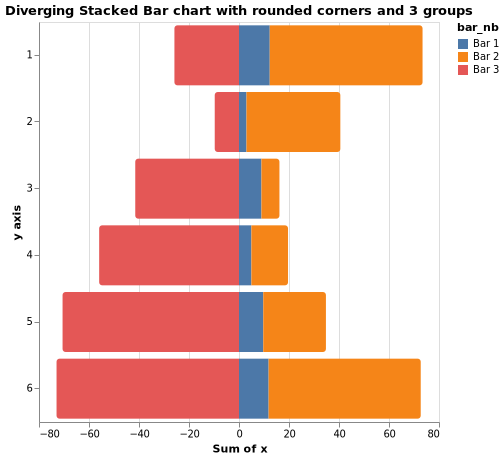 Diverging Stacked Bar chart with rounded corners and 3 groups
bar_nb
Bar 1
Bar 2
Bar 3
y axis
1
2
3
4
5
6
−80 −60 −40 −20 0 20 40 60 80
Sum of x